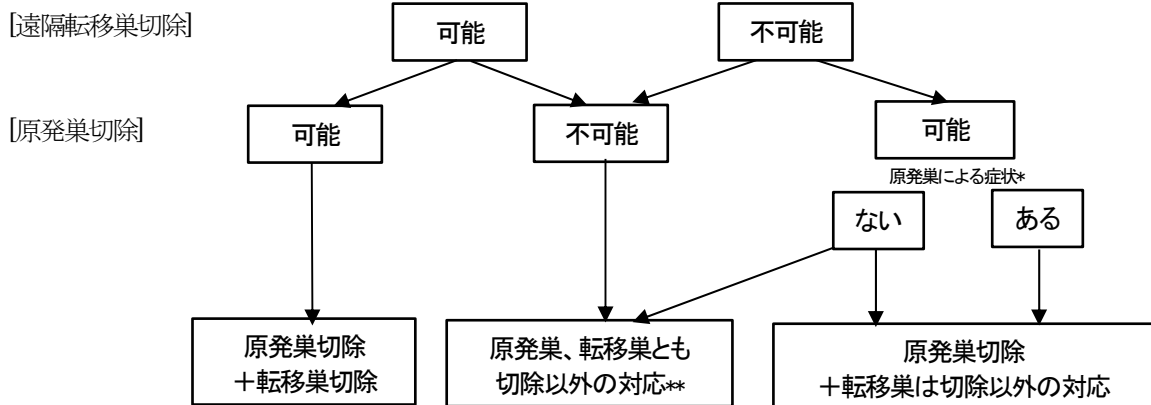 [遠隔転移巣切除]
可能
不可能
[原発巣切除]
可能
不可能
可能
原発巣による症状*
ない
ある
原発巣切除
＋転移巣切除
原発巣、転移巣とも
切除以外の対応**
原発巣切除
＋転移巣は切除以外の対応